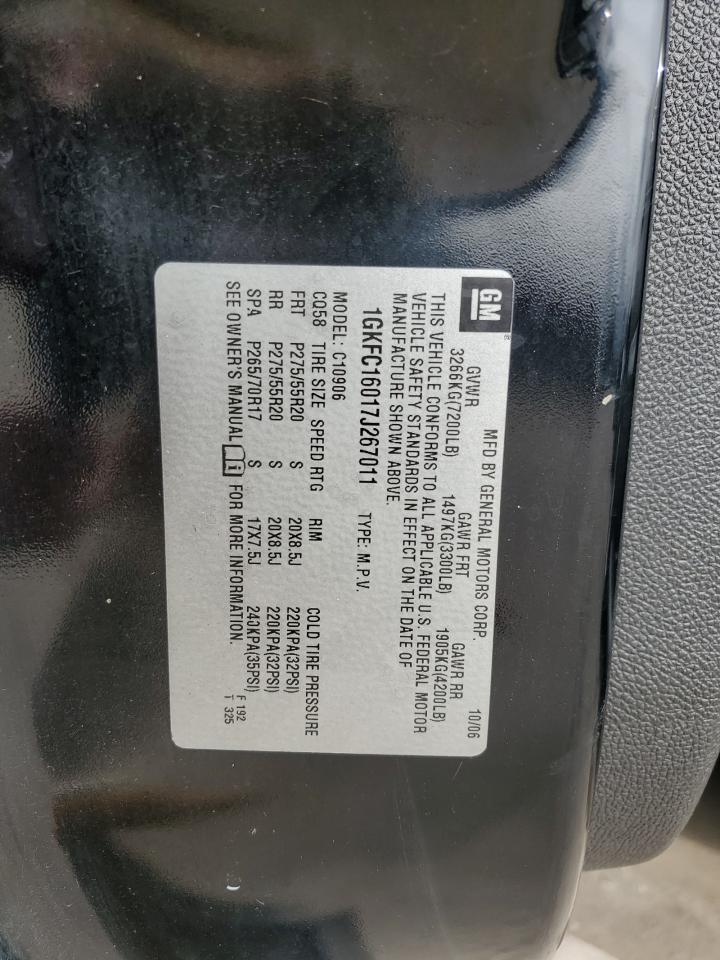 GM
®
MFD BY GENERAL MOTORS CORP. 10/06
GVWR GAWR FRT GAWR RR
3266KG(7200LB) 1497KG(3300LB) 1905KG(4200LB)
THIS VEHICLE CONFORMS TO ALL APPLICABLE U.S. FEDERAL MOTOR
VEHICLE SAFETY STANDARDS IN EFFECT ON THE DATE OF
MANUFACTURE SHOWN ABOVE.
1GKFC16017J267011 TYPE: M.P.V.
MODEL: C10906
CQ58 TIRE SIZE SPEED RTG RIM COLD TIRE PRESSURE
FRT P275/55R20 S 20X8.5J 220KPA(32PSI)
RR P275/55R20 S 20X8.5J 220KPA(32PSI)
SPA P265/70R17 S 17X7.5J 240KPA(35PSI)
SEE OWNER'S MANUAL i FOR MORE INFORMATION.
F 192
T 325